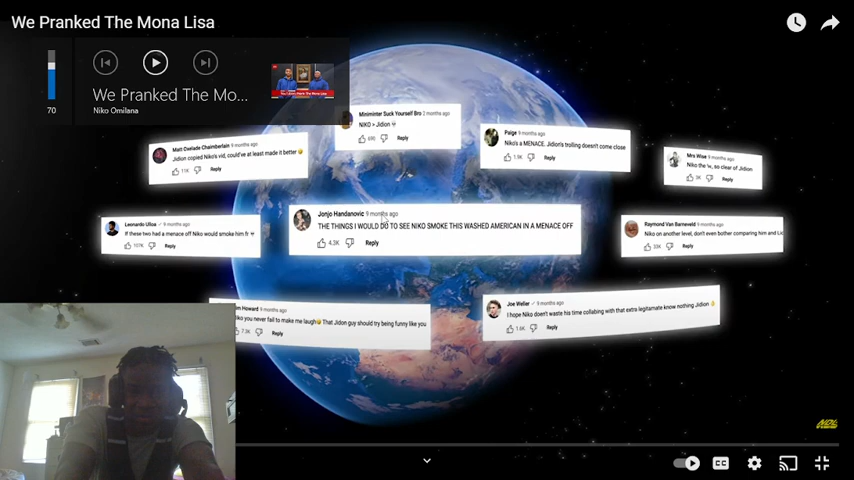 We Pranked The Mona Lisa
We Pranked The Mo...
Niko Omilana
70
Miniminter Suck Yourself Bro 2 months ago
NIKO > Jidion
690
Reply
Matt Ovelade Chamberlein 9 months ago
Jidion copied Niko's vid, could've at least made it better
11K
Reply
Paige 9 months ago
Niko's a MENACE. Jidion's trolling doesn't come close
Reply
Mrs Wise 9 months ago
Niko the 'w, so clear of Jidion
3K
Reply
Leonardo Ulloa 9 months ago
If these two had a menace off Niko would smoke him fr
Reply
Jonjo Handanovic 9 months ago
THE THINGS I WOULD DO TO SEE NIKO SMOKE THIS WASHED AMERICAN IN A MENACE OFF
4.3K
Reply
Raymond Van Barneveld 9 months ago
Niko on another level, don't even bother comparing him and
Reply
Howard 9 months ago
you never fail to make me laugh That Jidon guy should try being funny like you
7.3K
Reply
Joe Weller 9 months ago
I hope Niko doen't waste his time collabing with that extra legitamate know nothing Jidion
1.6K
Reply
NDL
CC